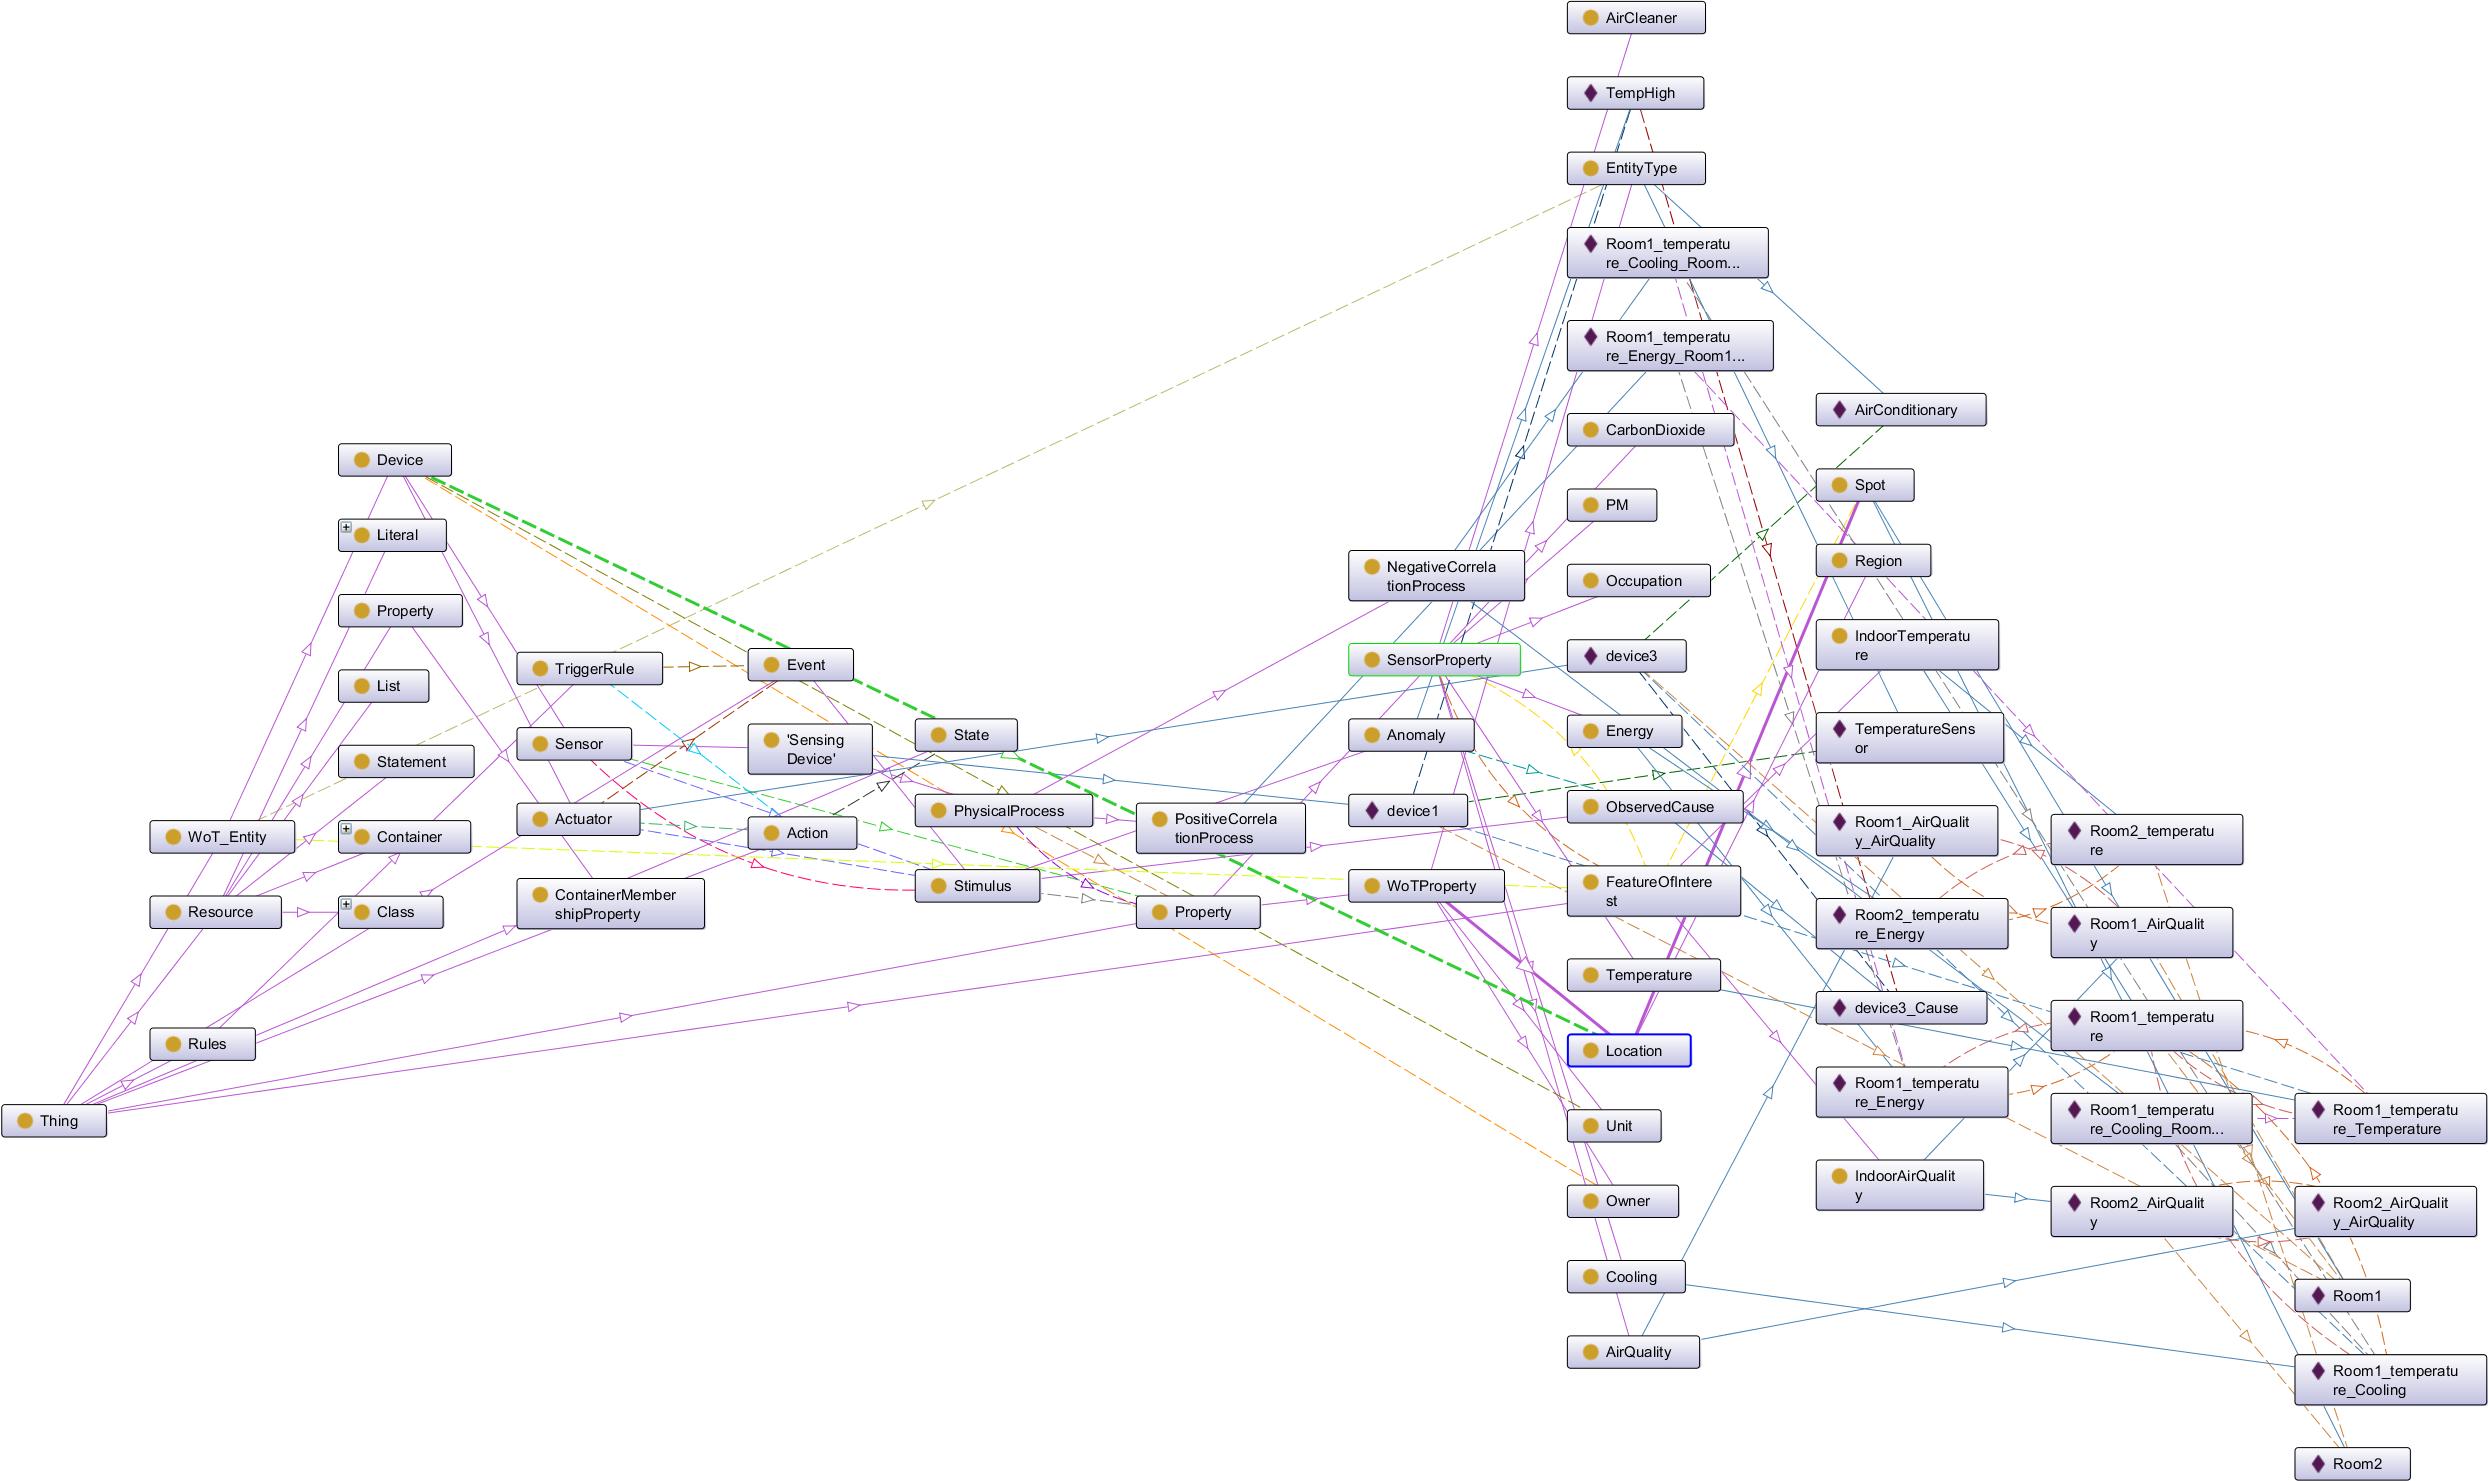 AirCleaner
TempHigh
EntityType
Room1_temperatu
re_Cooling_Room...
Room1_temperatu
re_Energy_Room1...
AirConditionary
CarbonDioxide
Device
Spot
PM
Literal
Region
NegativeCorrela
tionProcess
Occupation
Property
IndoorTemperatu
re
TriggerRule
Event
SensorProperty
device3
List
Sensor
'Sensing
Device'
State
Anomaly
Energy
TemperatureSens
or
Statement
Actuator
Action
PhysicalProcess
PositiveCorrela
tionProcess
device1
ObservedCause
Room1_AirQualit
y_AirQuality
Room2_temperatu
re
WoT_Entity
Container
ContainerMember
shipProperty
Stimulus
WoTProperty
FeatureOfIntere
st
Resource
Class
Property
Room2_temperatu
re_Energy
Room1_AirQualit
y
Temperature
device3_Cause
Room1_temperatu
re
Rules
Location
Room1_temperatu
re_Energy
Thing
Unit
Room1_temperatu
re_Cooling_Room...
Room1_temperatu
re_Temperature
IndoorAirQualit
y
Owner
Room2_AirQualit
y
Room2_AirQualit
y_AirQuality
Cooling
Room1
AirQuality
Room1_temperatu
re_Cooling
Room2